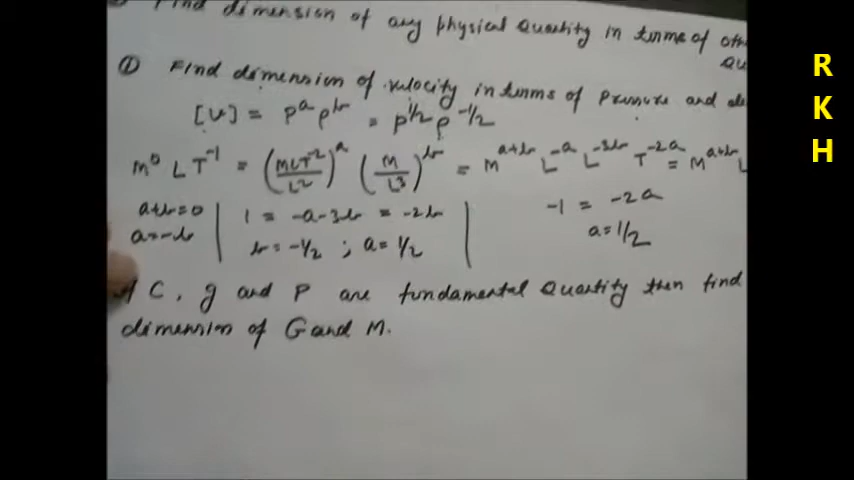 Find dimension of any physical Quantity in terms of
① Find dimension of velocity in terms of Pressure and
[v] = P^a ρ^b = P^1/2 ρ^-1/2
M^0 L T^-1 = (MLT^-2/L^2)^a (M/L^3)^b = M^a+b L^-a L^-3b T^-2a = M^a+b L
a+b=0 | 1 = -a-3b = -2b | -1 = -2a
a=-b | b=-1/2 ; a=1/2 | a=1/2
C, g and P are fundamental Quantity then find
dimension of G and M.
R
K
H